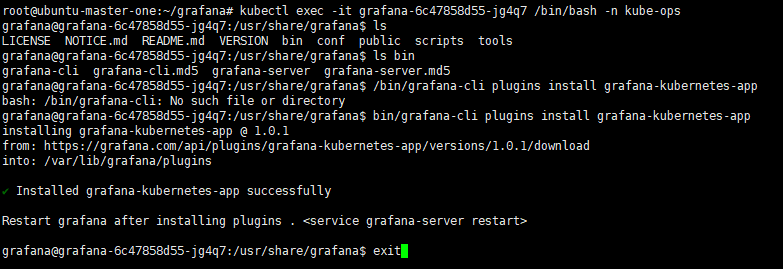 root@ubuntu-master-one:~/grafana# kubectl exec -it grafana-6c47858d55-jg4q7 /bin/bash -n kube-ops
grafana@grafana-6c47858d55-jg4q7:/usr/share/grafana$ ls
LICENSE  NOTICE.md  README.md  VERSION  bin  conf  public  scripts  tools
grafana@grafana-6c47858d55-jg4q7:/usr/share/grafana$ ls bin
grafana-cli  grafana-cli.md5  grafana-server  grafana-server.md5
grafana@grafana-6c47858d55-jg4q7:/usr/share/grafana$ /bin/grafana-cli plugins install grafana-kubernetes-app
bash: /bin/grafana-cli: No such file or directory
grafana@grafana-6c47858d55-jg4q7:/usr/share/grafana$ bin/grafana-cli plugins install grafana-kubernetes-app
installing grafana-kubernetes-app @ 1.0.1
from: https://grafana.com/api/plugins/grafana-kubernetes-app/versions/1.0.1/download
into: /var/lib/grafana/plugins
✔ Installed grafana-kubernetes-app successfully
Restart grafana after installing plugins . <service grafana-server restart>
grafana@grafana-6c47858d55-jg4q7:/usr/share/grafana$ exit